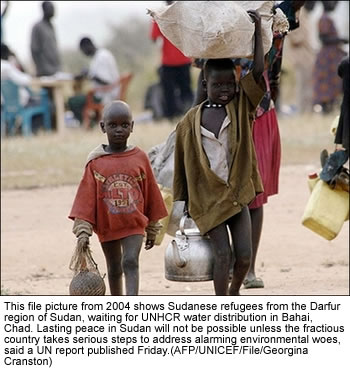 This file picture from 2004 shows Sudanese refugees from the Darfur
region of Sudan, waiting for UNHCR water distribution in Bahai,
Chad. Lasting peace in Sudan will not be possible unless the fractious
country takes serious steps to address alarming environmental woes,
said a UN report published Friday.(AFP/UNICEF/File/Georgina
Cranston)